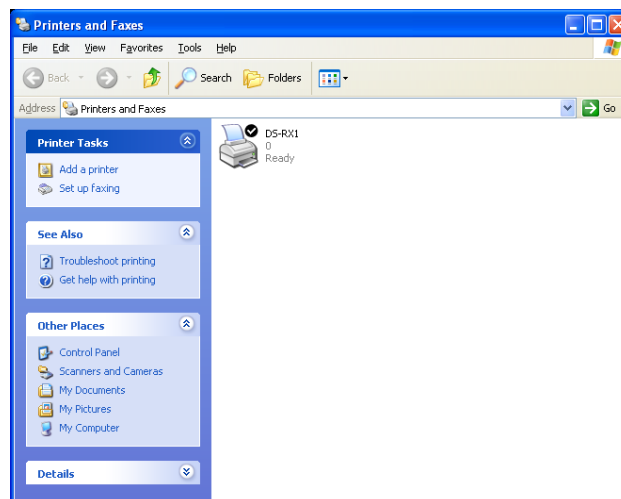 Printers and Faxes
File Edit View Favorites Tools Help
Back Search Folders
Address Printers and Faxes Go
Printer Tasks
Add a printer
Set up faxing
See Also
Troubleshoot printing
Get help with printing
Other Places
Control Panel
Scanners and Cameras
My Documents
My Pictures
My Computer
Details
DS-RX1
0
Ready